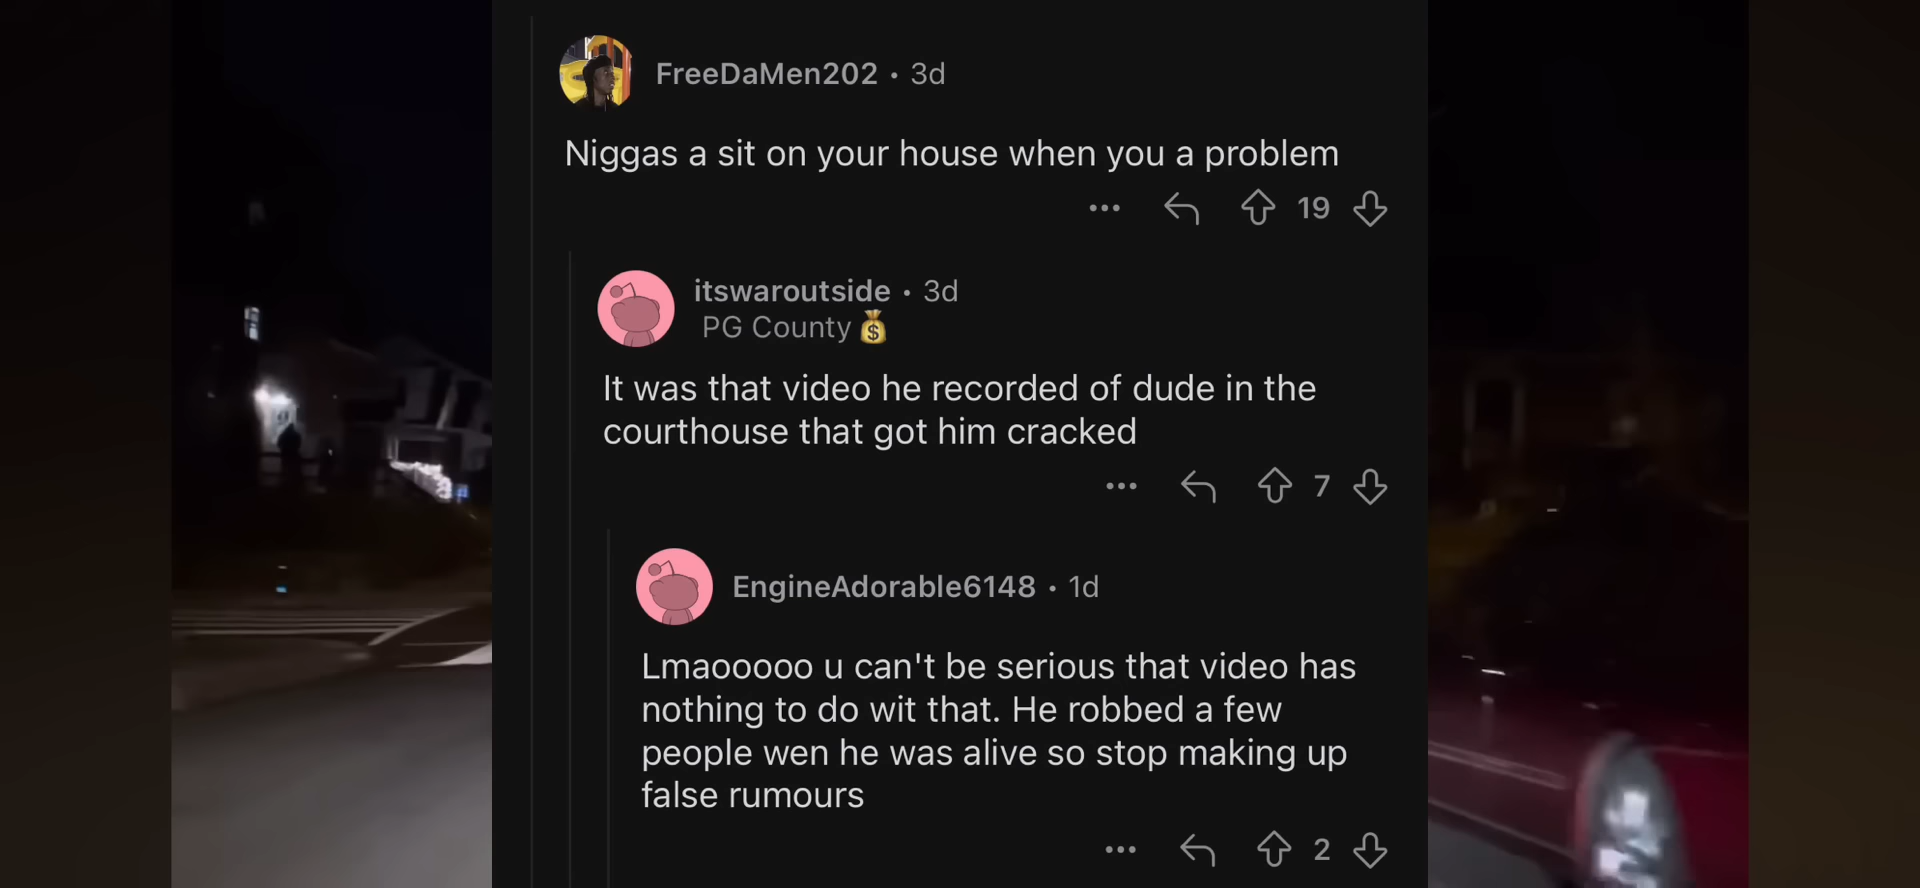 FreeDaMen202 • 3d
Niggas a sit on your house when you a problem
19
itswaroutside • 3d
PG County
It was that video he recorded of dude in the
courthouse that got him cracked
7
EngineAdorable6148 • 1d
Lmaooooo u can't be serious that video has
nothing to do wit that. He robbed a few
people wen he was alive so stop making up
false rumours
2